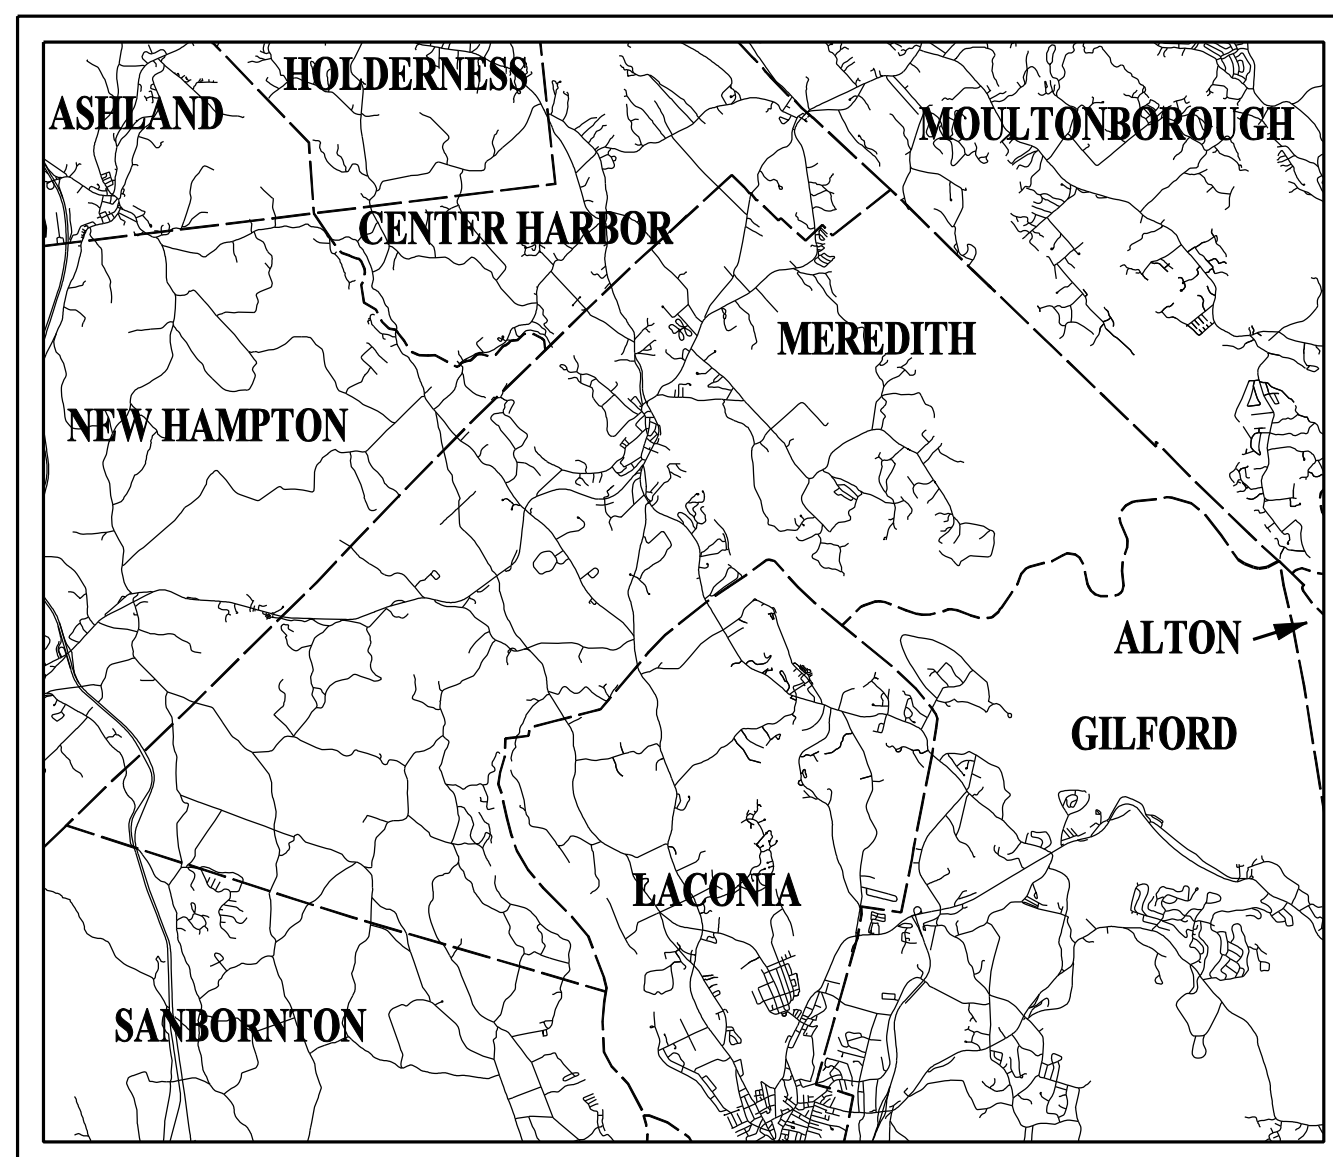 HOLDERNESS
ASHLAND
MOULTONBOROUGH
CENTER HARBOR
MEREDITH
NEW HAMPTON
ALTON
GILFORD
LACONIA
SANBORNTON